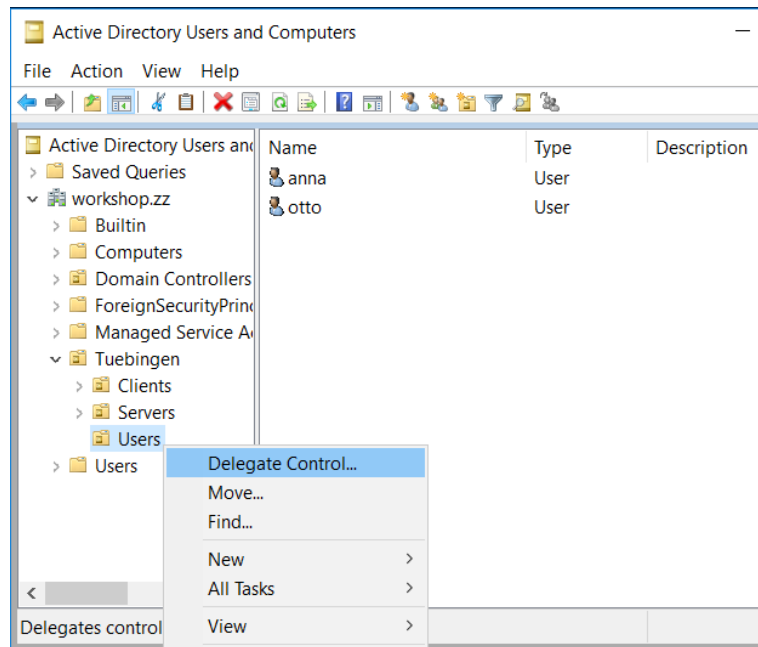 Active Directory Users and Computers
File Action View Help
Active Directory Users and
Saved Queries
workshop.zz
Builtin
Computers
Domain Controllers
ForeignSecurityPrinc
Managed Service A
Tuebingen
Clients
Servers
Users
Users
Name Type Description
anna User
otto User
Delegate Control...
Move...
Find...
New
All Tasks
View
Delegates control